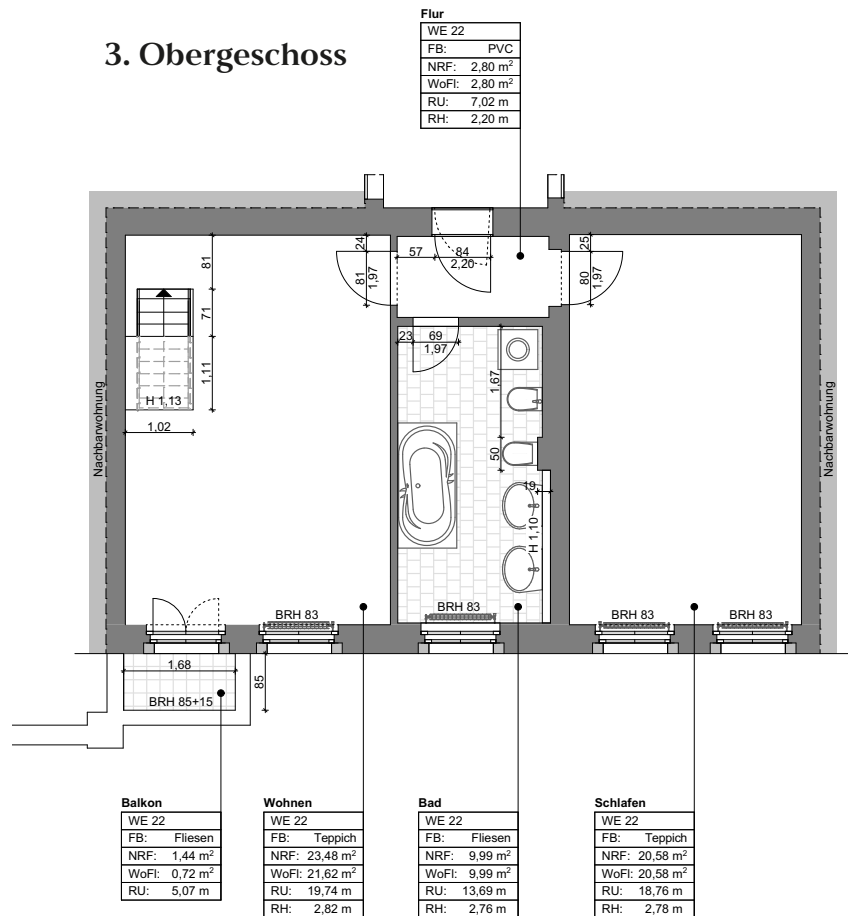 3. Obergeschoss
Flur
WE 22
FB: PVC
NRF: 2,80 m²
WoFl: 2,80 m²
RU: 7,02 m
RH: 2,20 m
81
71
1,11
H 1,13
1,02
24
81
1,97
57
84
2,20
25
80
1,97
23
69
1,97
1,67
50
19
H 1,10
Nachbarwohnung
Nachbarwohnung
BRH 83
BRH 83
BRH 83
BRH 83
1,68
85
BRH 85+15
Balkon
WE 22
FB: Fliesen
NRF: 1,44 m²
WoFl: 0,72 m²
RU: 5,07 m
Wohnen
WE 22
FB: Teppich
NRF: 23,48 m²
WoFl: 21,62 m²
RU: 19,74 m
RH: 2,82 m
Bad
WE 22
FB: Fliesen
NRF: 9,99 m²
WoFl: 9,99 m²
RU: 13,69 m
RH: 2,76 m
Schlafen
WE 22
FB: Teppich
NRF: 20,58 m²
WoFl: 20,58 m²
RU: 18,76 m
RH: 2,78 m